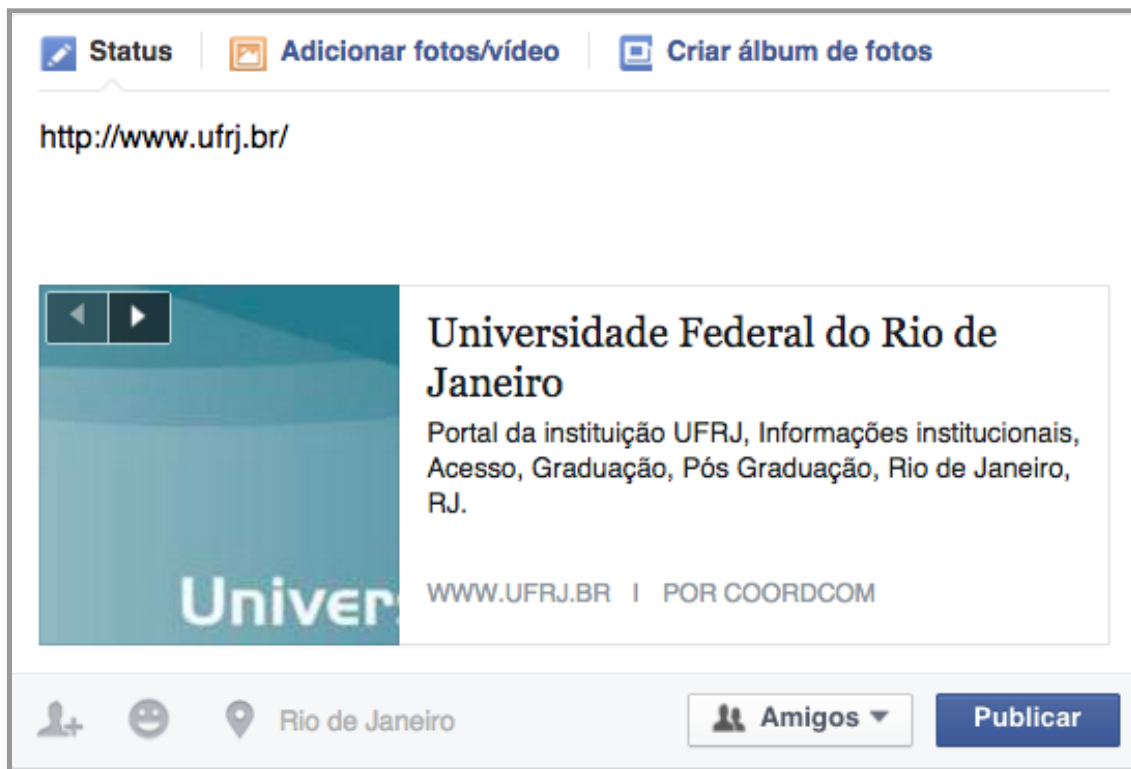 Status Adicionar fotos/vídeo Criar álbum de fotos
http://www.ufrj.br/
Universidade Federal do Rio de
Janeiro
Portal da instituição UFRJ, Informações institucionais,
Acesso, Graduação, Pós Graduação, Rio de Janeiro,
RJ.
Univer
WWW.UFRJ.BR | POR COORDCOM
Rio de Janeiro Amigos Publicar